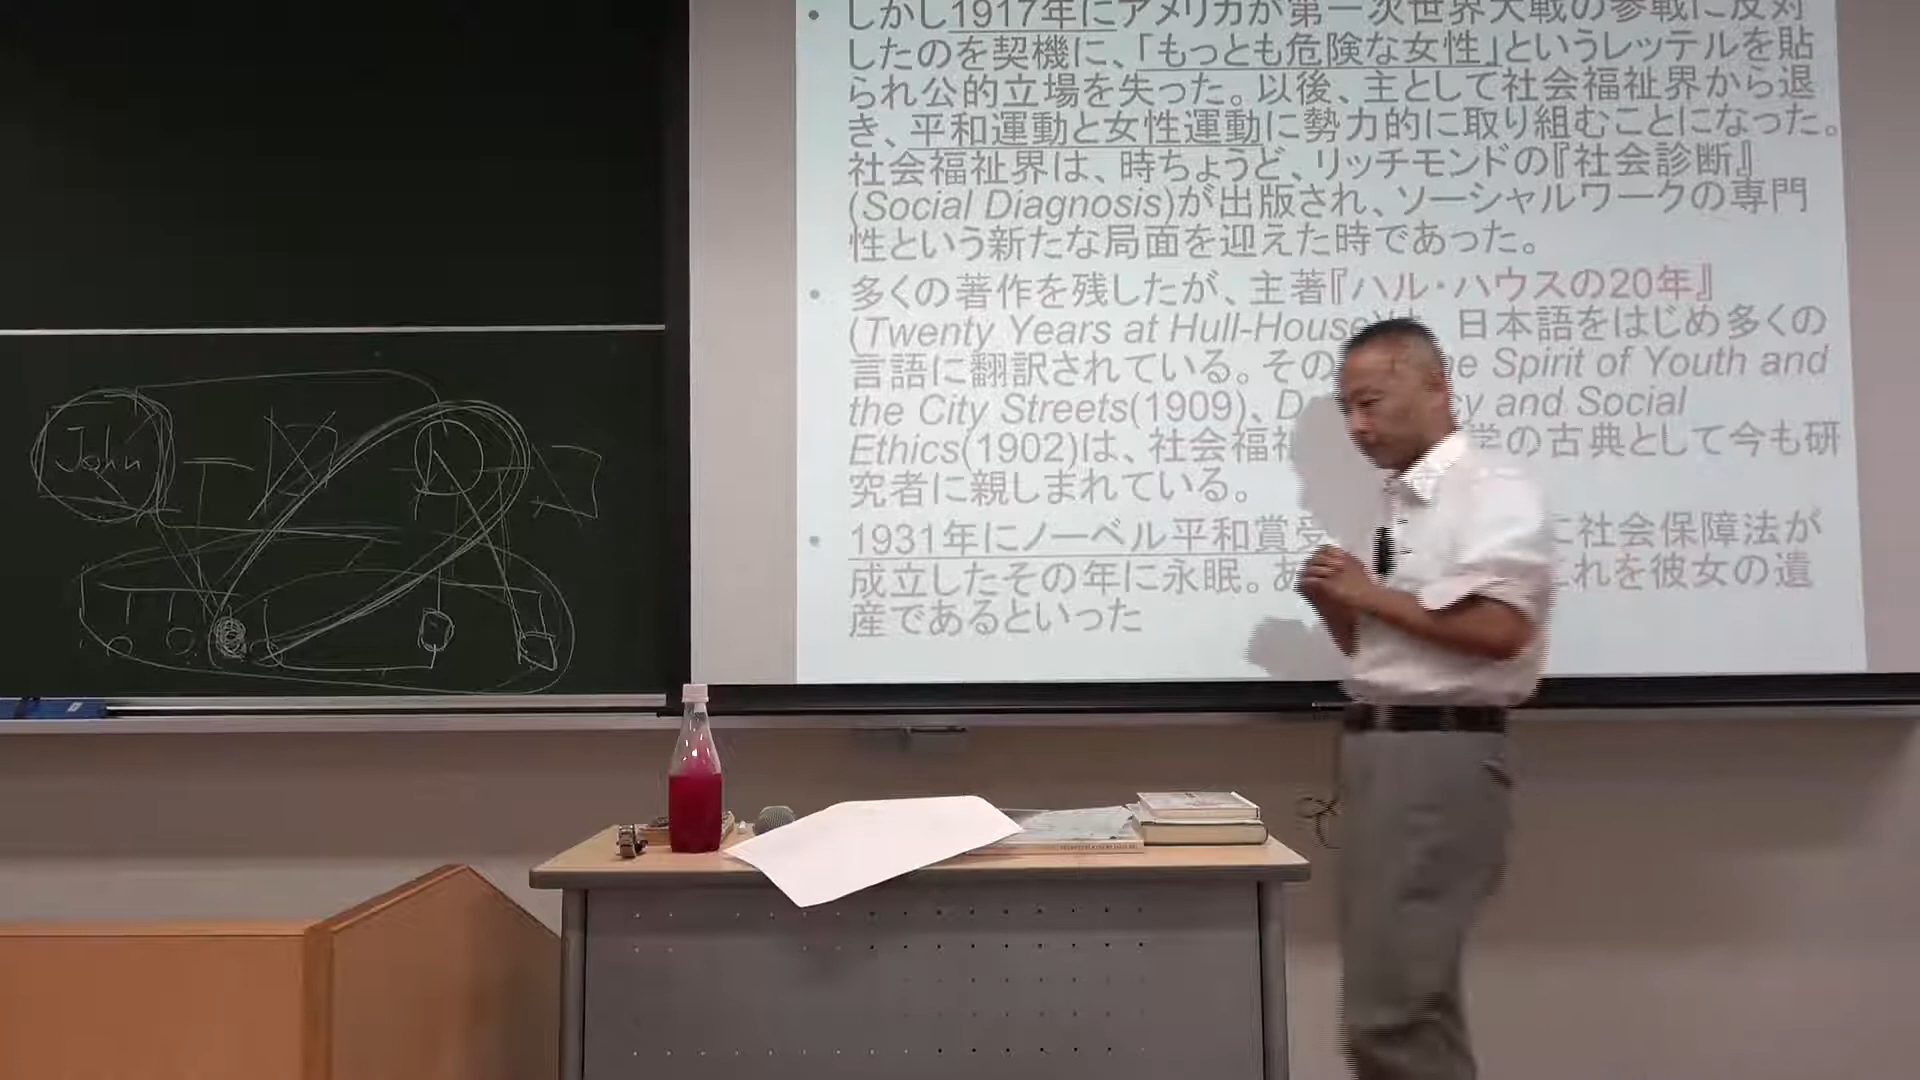 • しかし1917年にアメリカが第一次世界大戦の参戦に反対
したのを契機に、「もっとも危険な女性」というレッテルを貼
られ公的立場を失った。以後、主として社会福祉界から退
き、平和運動と女性運動に勢力的に取り組むことになった。
社会福祉界は、時ちょうど、リッチモンドの『社会診断』
(Social Diagnosis)が出版され、ソーシャルワークの専門
性という新たな局面を迎えた時であった。
• 多くの著作を残したが、主著『ハル・ハウスの20年』
(Twenty Years at Hull-House) 日本語をはじめ多くの
言語に翻訳されている。その e Spirit of Youth and
the City Streets(1909)、D cy and Social
Ethics(1902)は、社会福祉 学の古典として今も研
究者に親しまれている。
• 1931年にノーベル平和賞受 に社会保障法が
成立したその年に永眠。あ れを彼女の遺
産であるといった
John